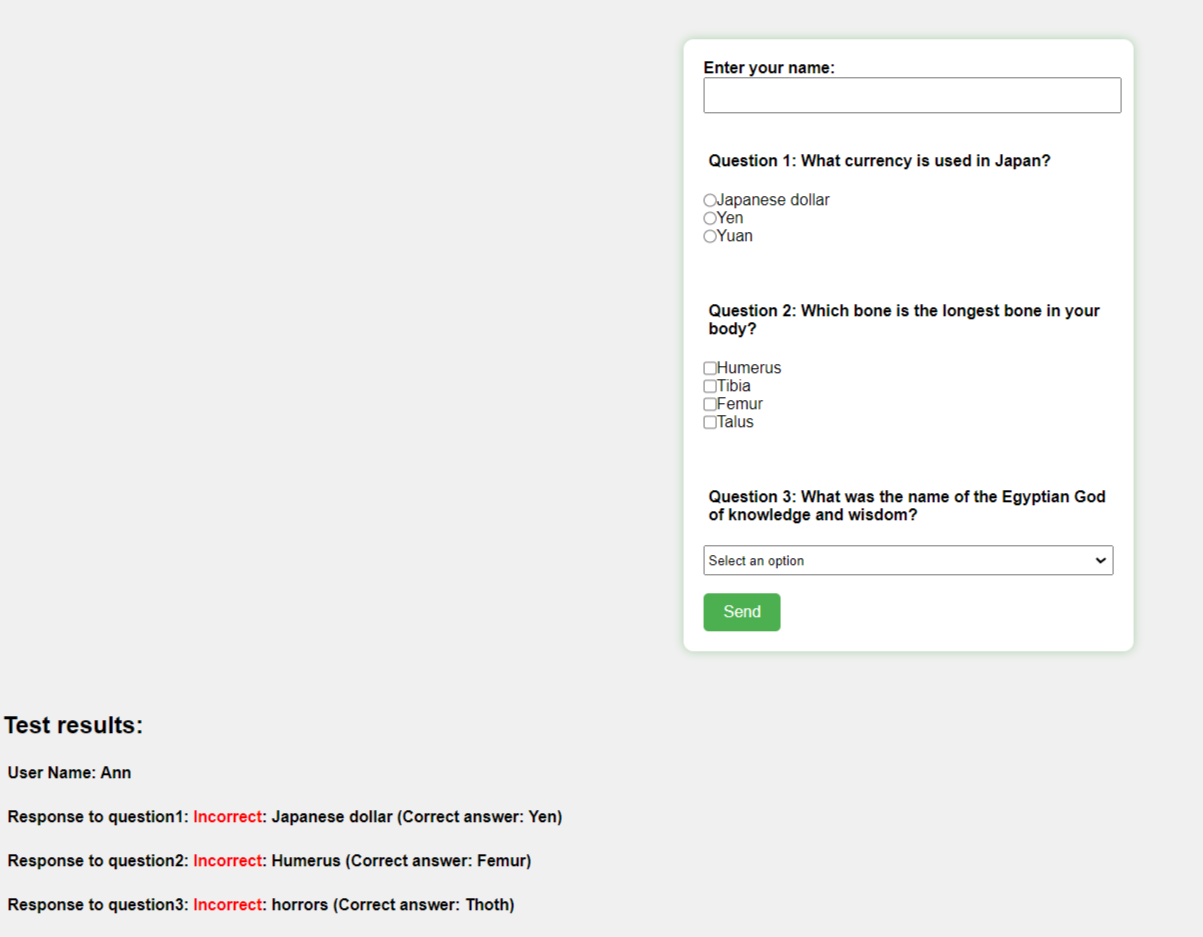 Enter your name:
Question 1: What currency is used in Japan?
Japanese dollar
Yen
Yuan
Question 2: Which bone is the longest bone in your
body?
Humerus
Tibia
Femur
Talus
Question 3: What was the name of the Egyptian God
of knowledge and wisdom?
Select an option
Send
Test results:
User Name: Ann
Response to question1: Incorrect: Japanese dollar (Correct answer: Yen)
Response to question2: Incorrect: Humerus (Correct answer: Femur)
Response to question3: Incorrect: horrors (Correct answer: Thoth)